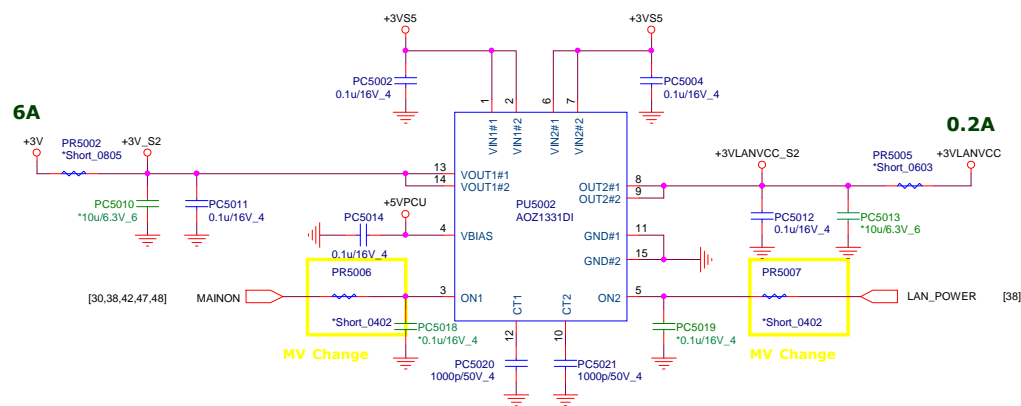 +3VS5
+3VS5
PC5002
0.1u/16V_4
PC5004
0.1u/16V_4
1
2
6
7
6A
0.2A
VIN1#1
VIN1#2
VIN2#1
VIN2#2
+3V
PR5002
*Short_0805
+3V_S2
+3VLANVCC_S2
PR5005
*Short_0603
+3VLANVCC
13
14
VOUT1#1
VOUT1#2
OUT2#1
OUT2#2
8
9
PU5002
AOZ1331DI
PC5010
*10u/6.3V_6
PC5011
0.1u/16V_4
PC5014
0.1u/16V_4
+5VPCU
4
VBIAS
PC5012
0.1u/16V_4
PC5013
*10u/6.3V_6
GND#1
11
GND#2
15
PR5006
*Short_0402
PR5007
*Short_0402
[30,38,42,47,48]
MAINON
3
ON1
ON2
5
LAN_POWER
[38]
CT1
CT2
PC5018
*0.1u/16V_4
PC5019
*0.1u/16V_4
12
10
MV Change
MV Change
PC5020
1000p/50V_4
PC5021
1000p/50V_4